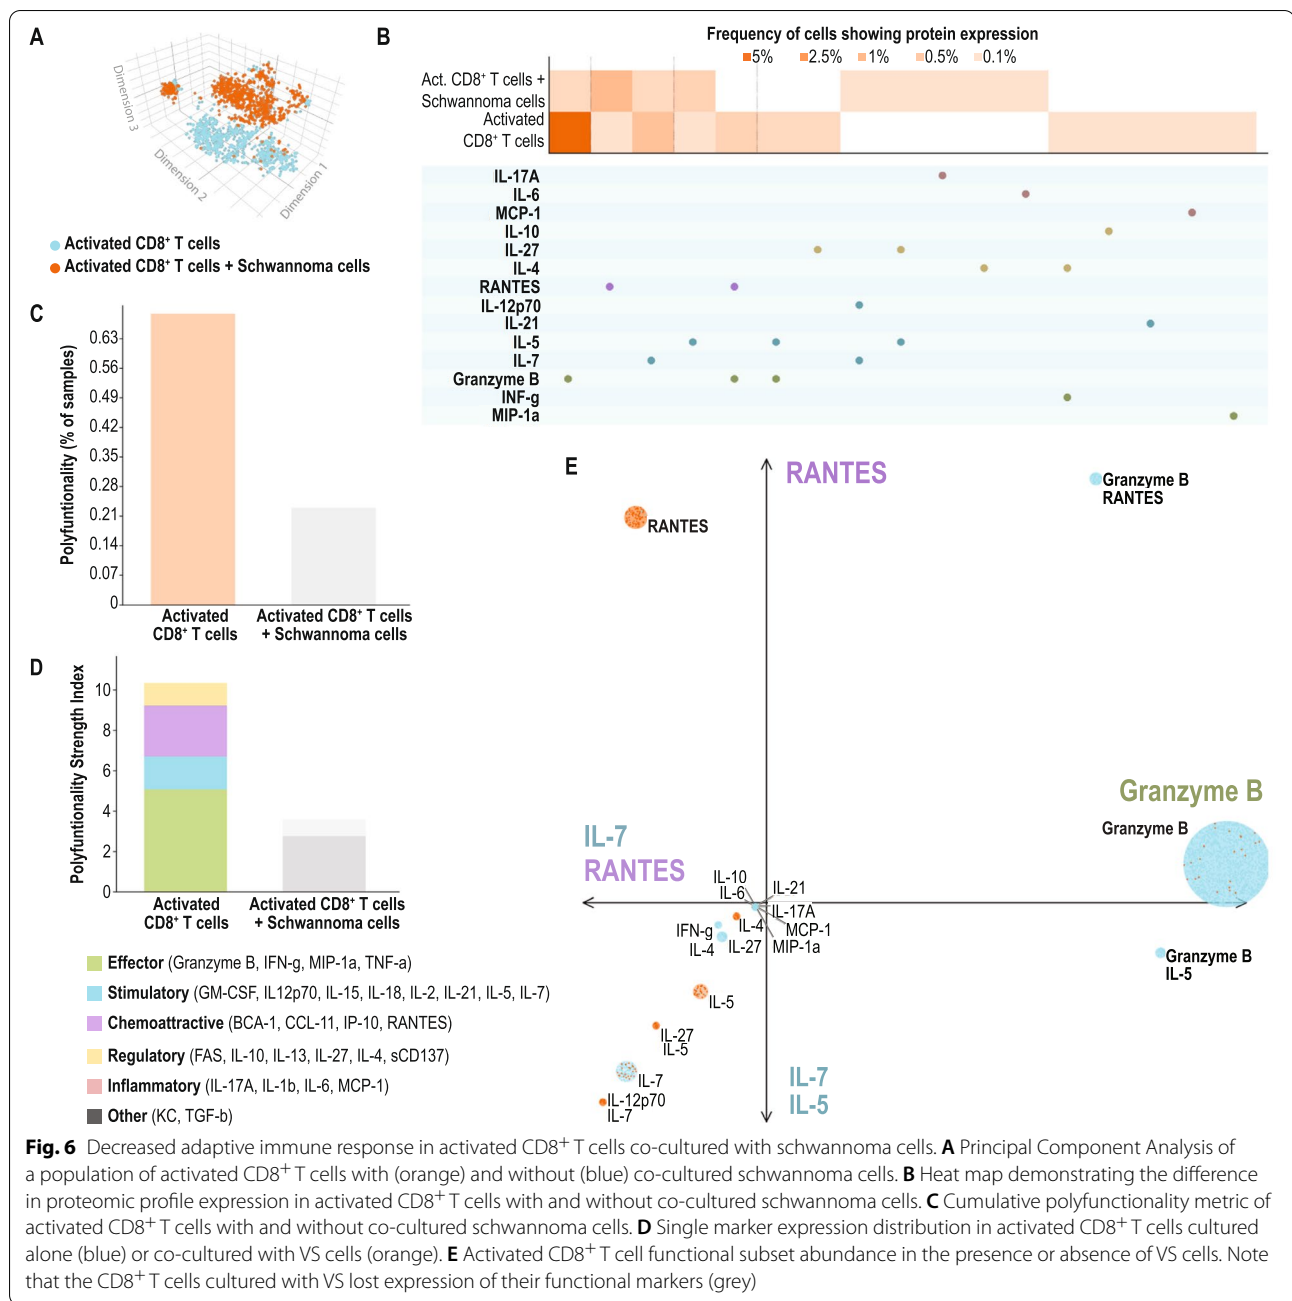 A
Dimension 3
Dimension 2
Dimension 1
Activated CD8+ T cells
Activated CD8+ T cells + Schwannoma cells
B
Frequency of cells showing protein expression
5% 2.5% 1% 0.5% 0.1%
Act. CD8+ T cells +
Schwannoma cells
Activated
CD8+ T cells
IL-17A
IL-6
MCP-1
IL-10
IL-27
IL-4
RANTES
IL-12p70
IL-21
IL-5
IL-7
Granzyme B
INF-g
MIP-1a
C
Polyfuntionality (% of samples)
0.63
0.56
0.49
0.42
0.35
0.28
0.21
0.14
0.07
0
Activated
CD8+ T cells
Activated CD8+ T cells
+ Schwannoma cells
D
Polyfuntionality Strength Index
10
8
6
4
2
0
Activated
CD8+ T cells
Activated CD8+ T cells
+ Schwannoma cells
Effector (Granzyme B, IFN-g, MIP-1a, TNF-a)
Stimulatory (GM-CSF, IL12p70, IL-15, IL-18, IL-2, IL-21, IL-5, IL-7)
Chemoattractive (BCA-1, CCL-11, IP-10, RANTES)
Regulatory (FAS, IL-10, IL-13, IL-27, IL-4, sCD137)
Inflammatory (IL-17A, IL-1b, IL-6, MCP-1)
Other (KC, TGF-b)
E
RANTES
Granzyme B
RANTES
RANTES
Granzyme B
Granzyme B
IL-7
RANTES
IL-10
IL-6
IL-21
IL-17A
IL-4
MCP-1
IFN-g
IL-4
IL-27
MIP-1a
Granzyme B
IL-5
IL-5
IL-27
IL-5
IL-7
IL-12p70
IL-7
IL-7
IL-5
Fig. 6 Decreased adaptive immune response in activated CD8+ T cells co-cultured with schwannoma cells. A Principal Component Analysis of
a population of activated CD8+ T cells with (orange) and without (blue) co-cultured schwannoma cells. B Heat map demonstrating the difference
in proteomic profile expression in activated CD8+ T cells with and without co-cultured schwannoma cells. C Cumulative polyfunctionality metric of
activated CD8+ T cells with and without co-cultured schwannoma cells. D Single marker expression distribution in activated CD8+ T cells cultured
alone (blue) or co-cultured with VS cells (orange). E Activated CD8+ T cell functional subset abundance in the presence or absence of VS cells. Note
that the CD8+ T cells cultured with VS lost expression of their functional markers (grey)